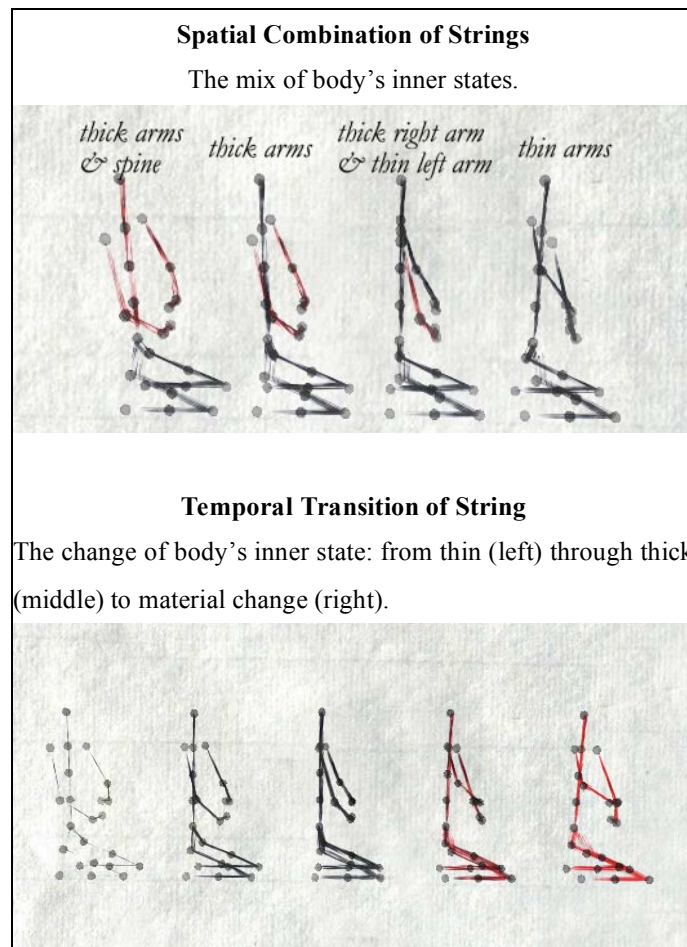 Spatial Combination of Strings
The mix of body’s inner states.
thick arms
& spine
thick arms
thick right arm
& thin left arm
thin arms
Temporal Transition of String
The change of body’s inner state: from thin (left) through thick
(middle) to material change (right).